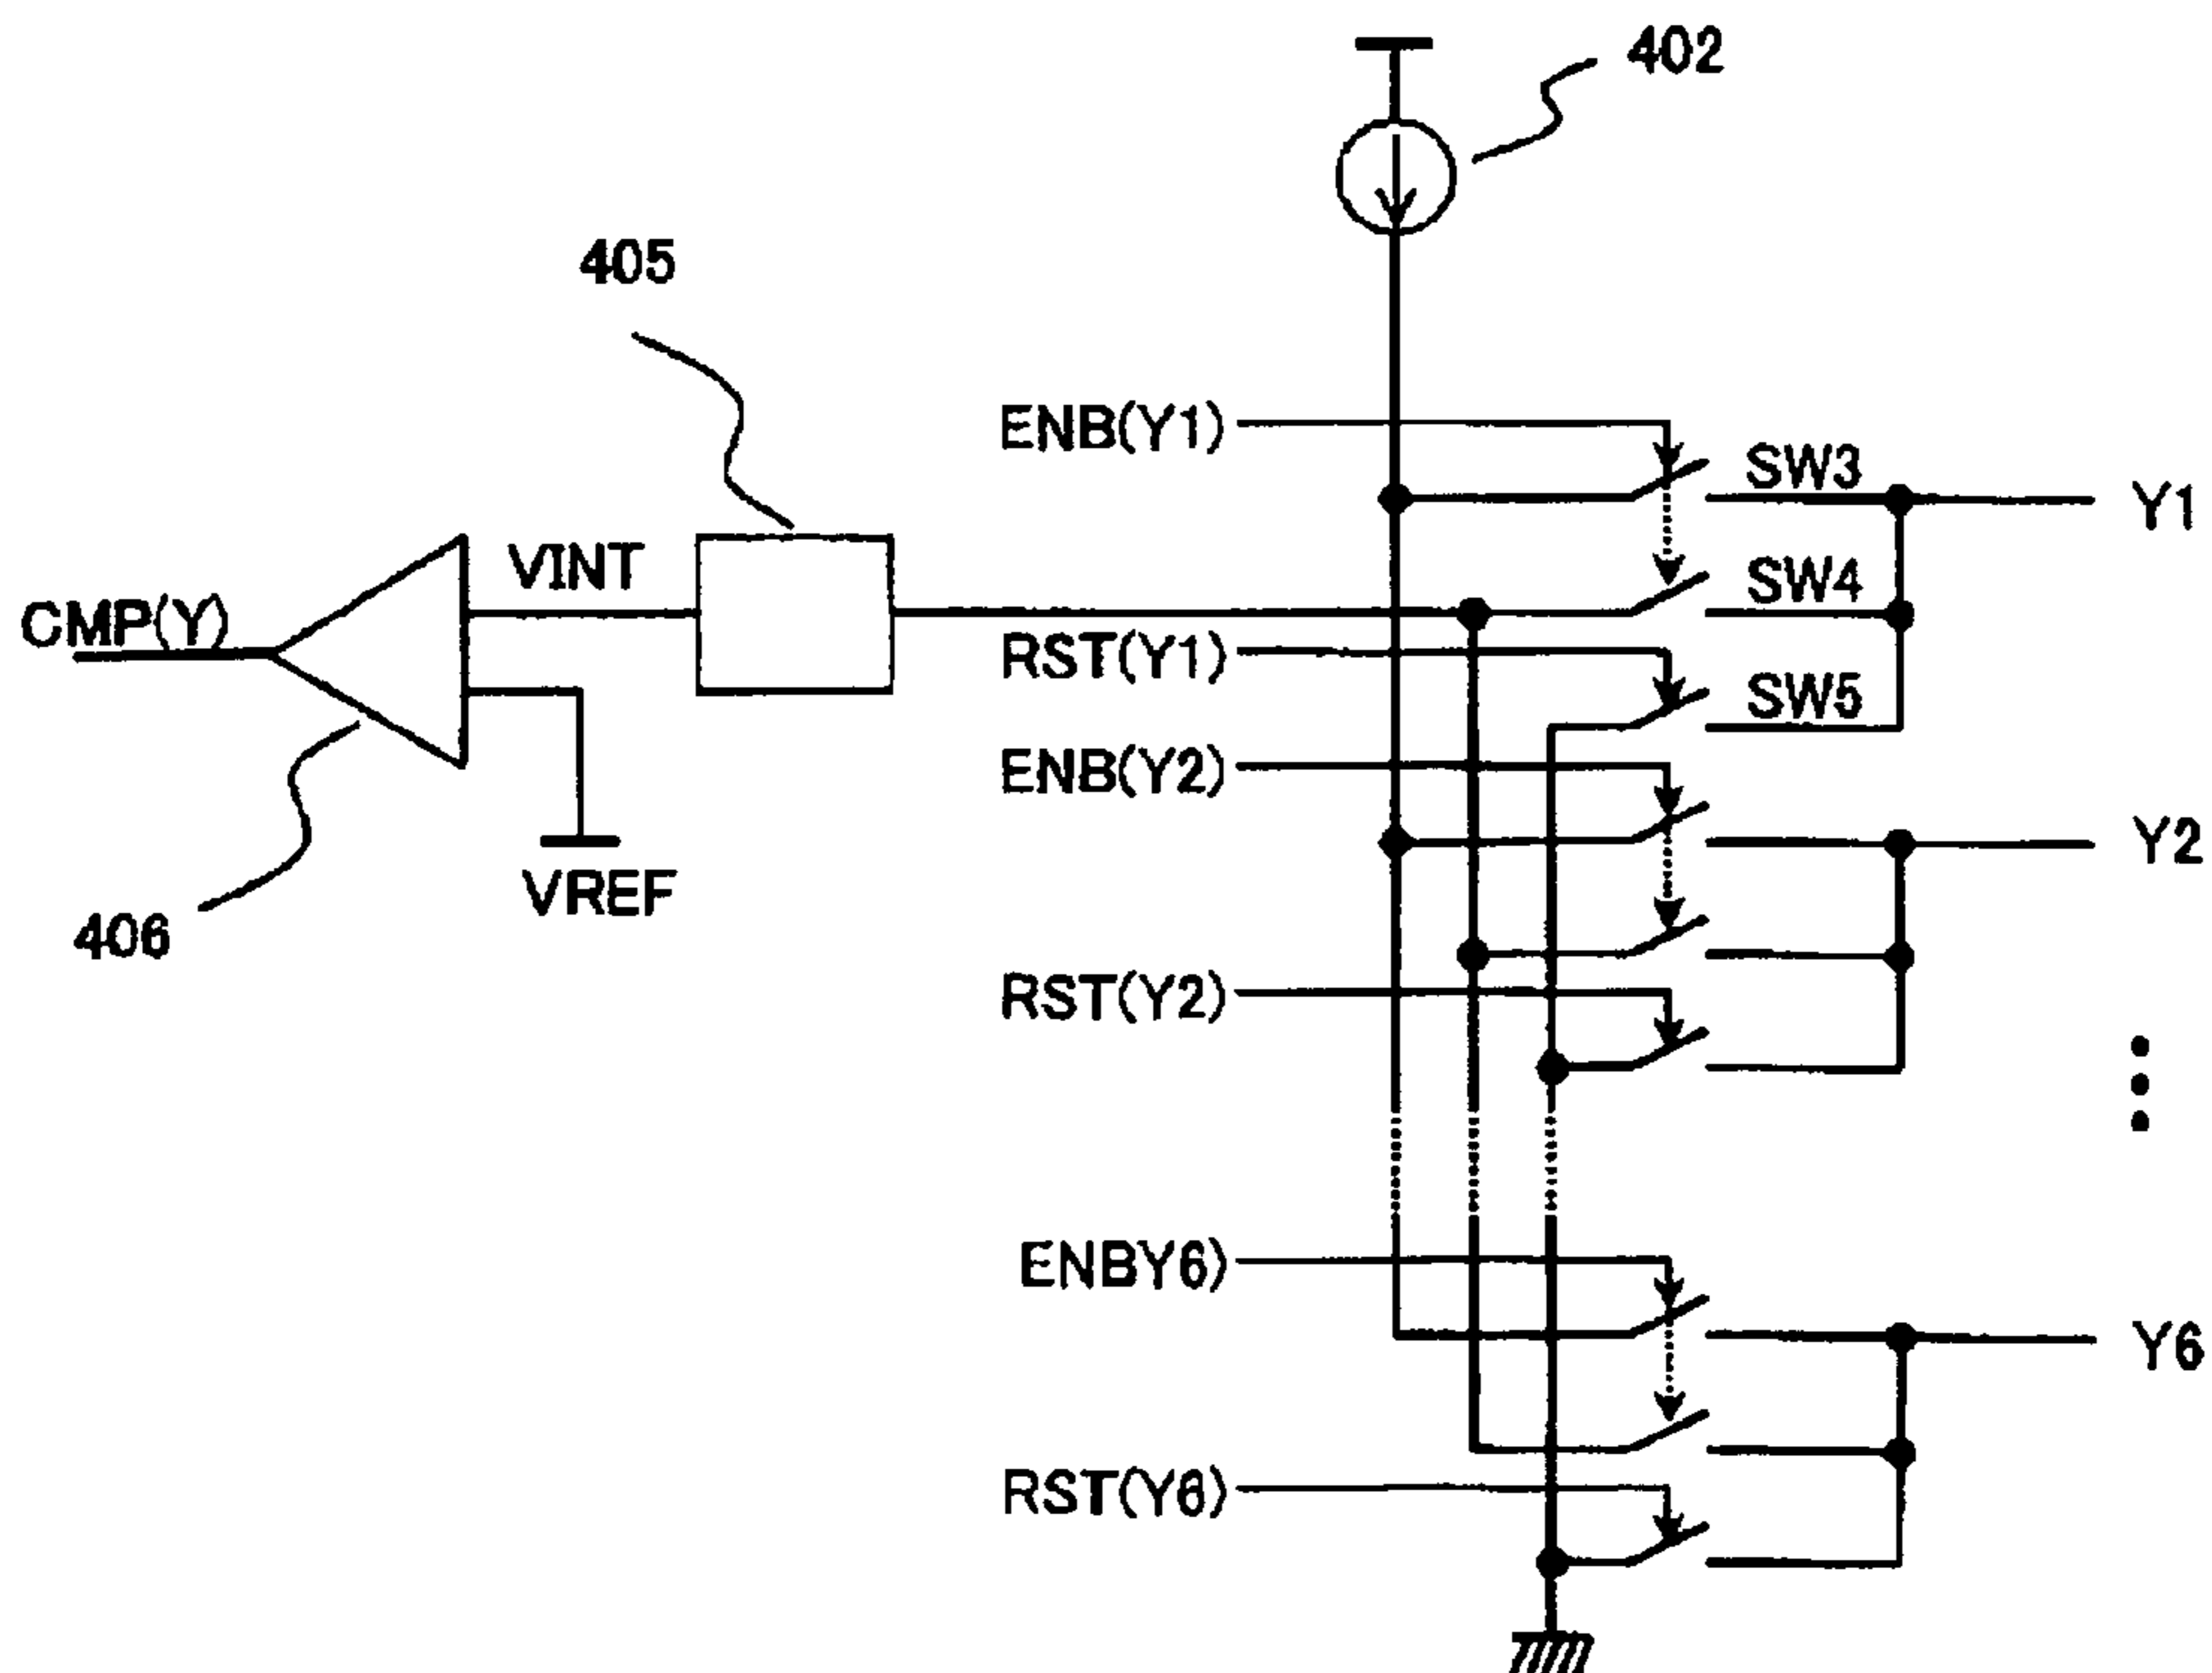 402
405
ENB(Y1)
SW3
Y1
VINT
SW4
CMP(Y)
RST(Y1)
SW5
ENB(Y2)
Y2
VREF
406
RST(Y2)
ENBY6)
Y6
RST(Y6)